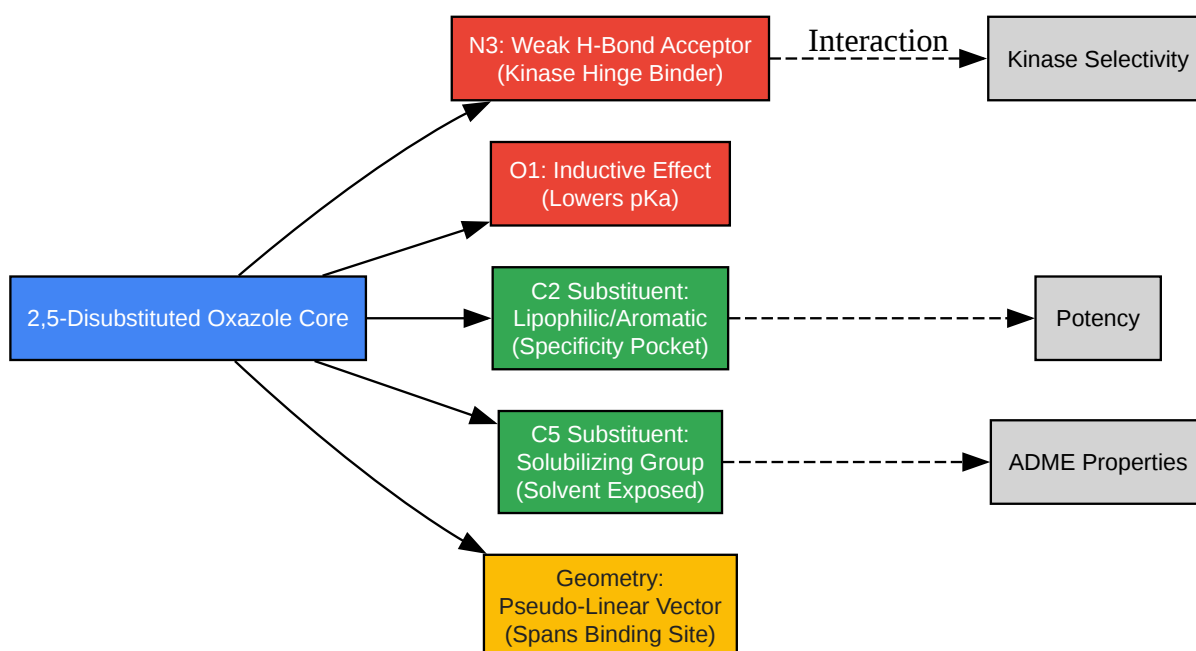 N3: Weak H-Bond Acceptor
(Kinase Hinge Binder)
Interaction
Kinase Selectivity
O1: Inductive Effect
(Lowers pKa)
2,5-Disubstituted Oxazole Core
C2 Substituent:
Lipophilic/Aromatic
(Specificity Pocket)
Potency
C5 Substituent:
Solubilizing Group
(Solvent Exposed)
ADME Properties
Geometry:
Pseudo-Linear Vector
(Spans Binding Site)